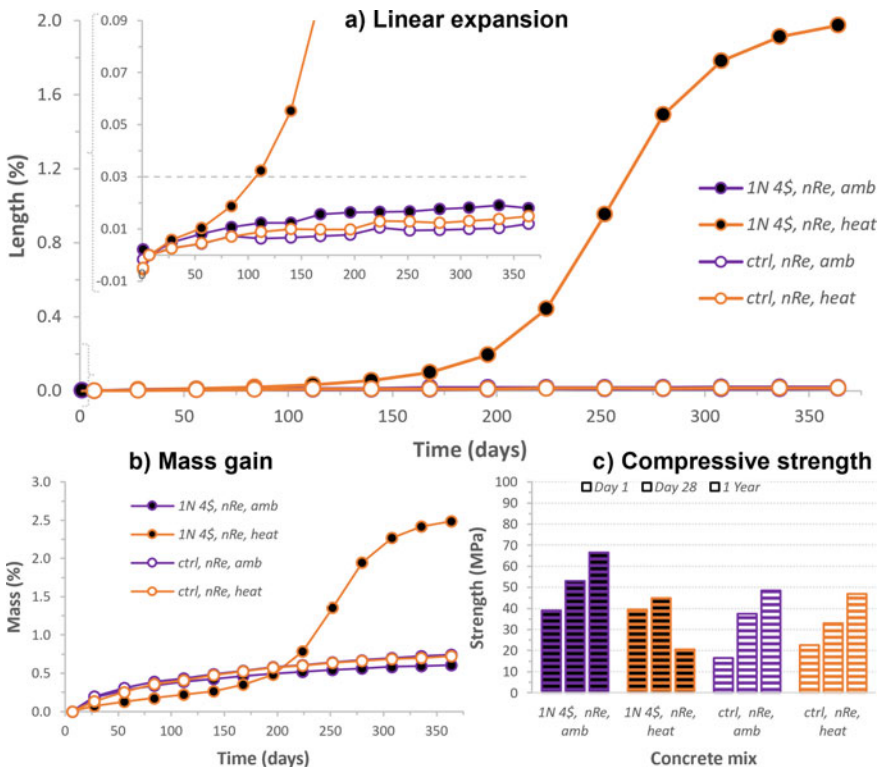 a) Linear expansion
2.0
1.6
1.2
0.8
0.4
0.0
Length (%)
0.09
0.07
0.05
0.03
0.01
-0.01
0 50 100 150 200 250 300 350
1N 4$, nRe, amb
1N 4$, nRe, heat
ctrl, nRe, amb
ctrl, nRe, heat
0 50 100 150 200 250 300 350
Time (days)
b) Mass gain
3.0
2.5
2.0
1.5
1.0
0.5
0.0
Mass (%)
1N 4$, nRe, amb
1N 4$, nRe, heat
ctrl, nRe, amb
ctrl, nRe, heat
0 50 100 150 200 250 300 350
Time (days)
c) Compressive strength
Day 1 Day 28 1 Year
100
90
80
70
60
50
40
30
20
10
0
Strength (MPa)
1N 4$, nRe, 1N 4$, nRe, ctrl, nRe, ctrl, nRe,
amb heat amb heat
Concrete mix